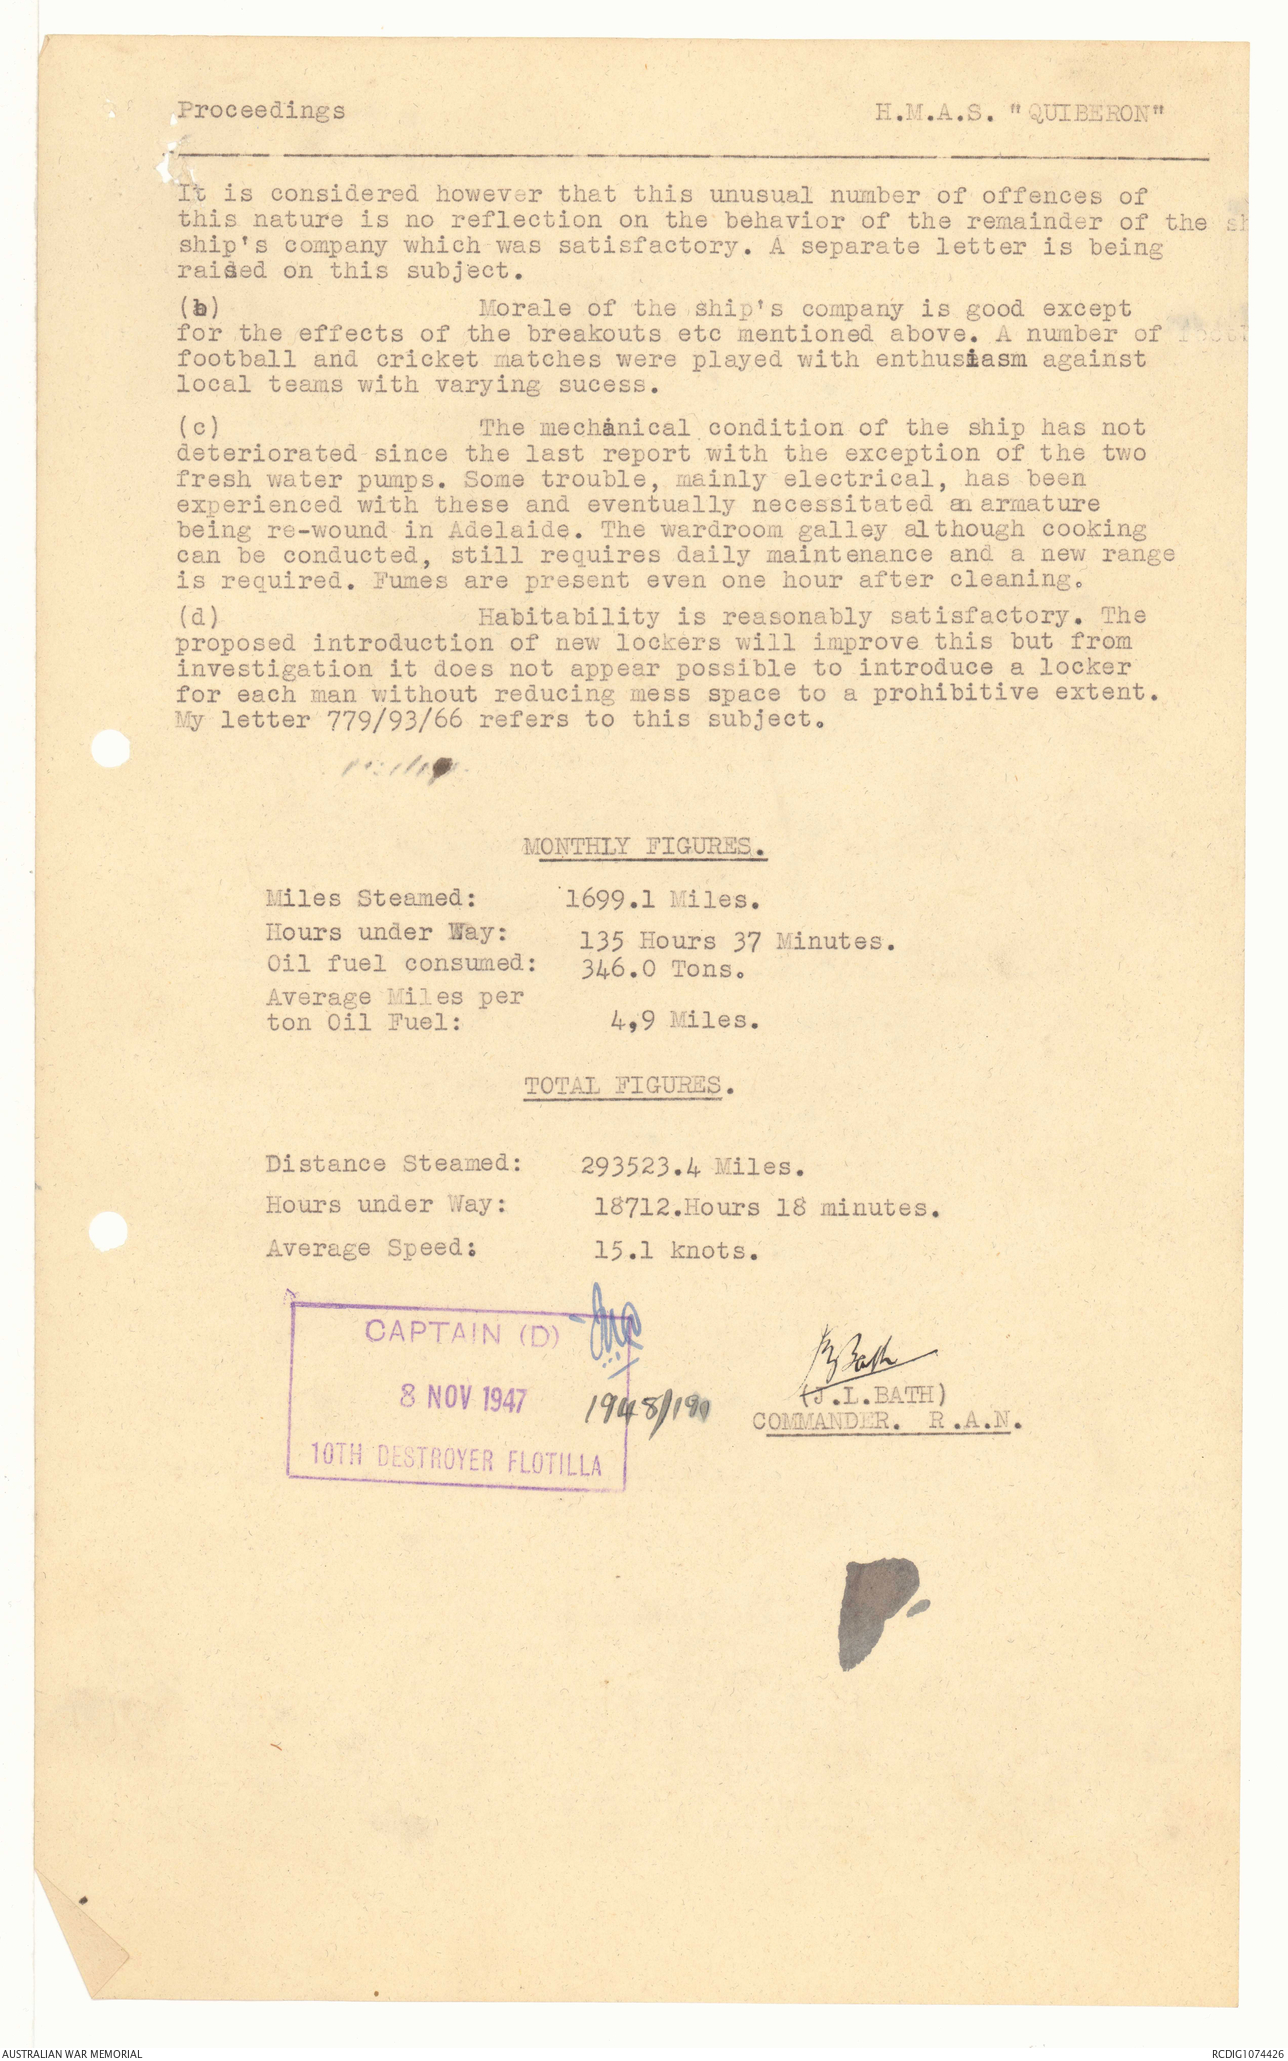 Proceedings H.M.A.S. "QUIBERON"
It is considered however that this unusual number of offences of
this nature is no reflection on the behavior of the remainder of the sh
ship's company which was satisfactory. A separate letter is being
raised on this subject.
(b) Morale of the ship's company is good except
for the effects of the breakouts etc mentioned above. A number of
football and cricket matches were played with enthusiasm against
local teams with varying sucess.
(c) The mechanical condition of the ship has not
deteriorated since the last report with the exception of the two
fresh water pumps. Some trouble, mainly electrical, has been
experienced with these and eventually necessitated an armature
being re-wound in Adelaide. The wardroom galley although cooking
can be conducted, still requires daily maintenance and a new range
is required. Fumes are present even one hour after cleaning.
(d) Habitability is reasonably satisfactory. The
proposed introduction of new lockers will improve this but from
investigation it does not appear possible to introduce a locker
for each man without reducing mess space to a prohibitive extent.
My letter 779/93/66 refers to this subject.
MONTHLY FIGURES.
Miles Steamed: 1699.1 Miles.
Hours under Way: 135 Hours 37 Minutes.
Oil fuel consumed: 346.0 Tons.
Average Miles per
ton Oil Fuel: 4,9 Miles.
TOTAL FIGURES.
Distance Steamed: 293523.4 Miles.
Hours under Way: 18712.Hours 18 minutes.
Average Speed: 15.1 knots.
CAPTAIN (D)
8 NOV 1947
10TH DESTROYER FLOTILLA
1948/190
(J.L.BATH)
COMMANDER. R.A.N.
AUSTRALIAN WAR MEMORIAL RCDIG1074426